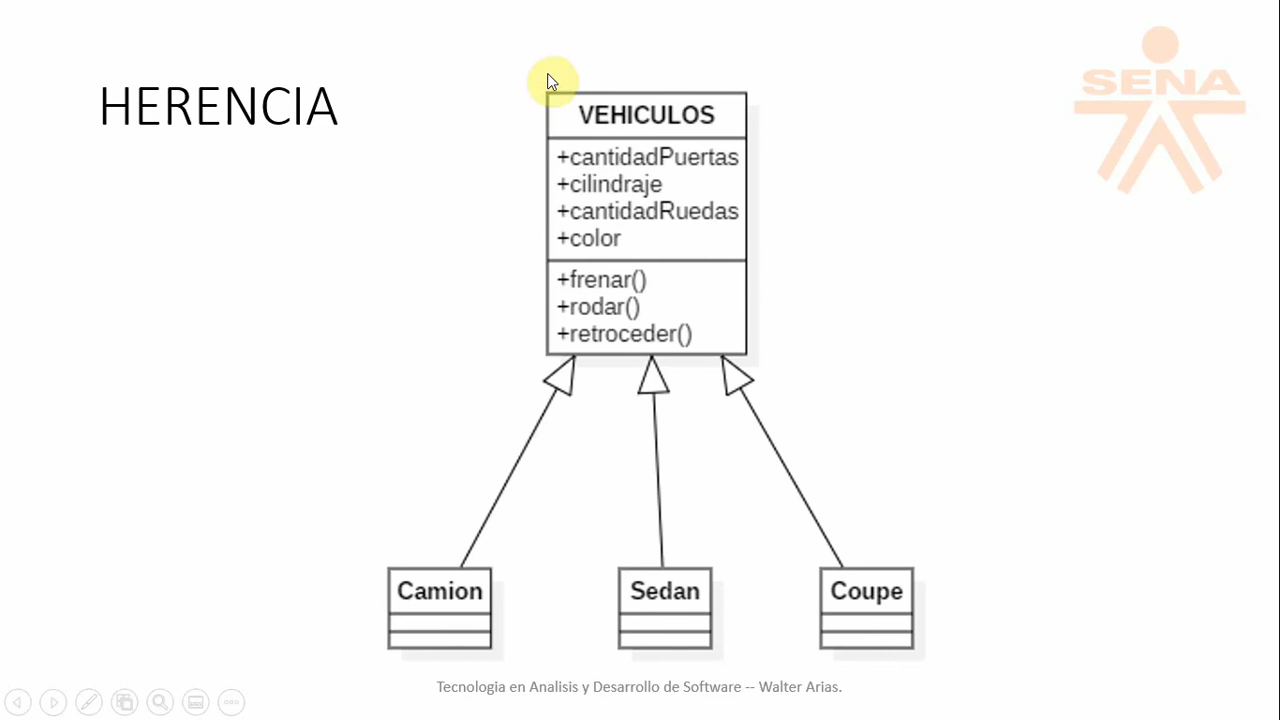 HERENCIA
SENA
VEHICULOS
+cantidadPuertas
+cilindraje
+cantidadRuedas
+color
+frenar()
+rodar()
+retroceder()
Camion
Sedan
Coupe
Tecnologia en Analisis y Desarrollo de Software -- Walter Arias.